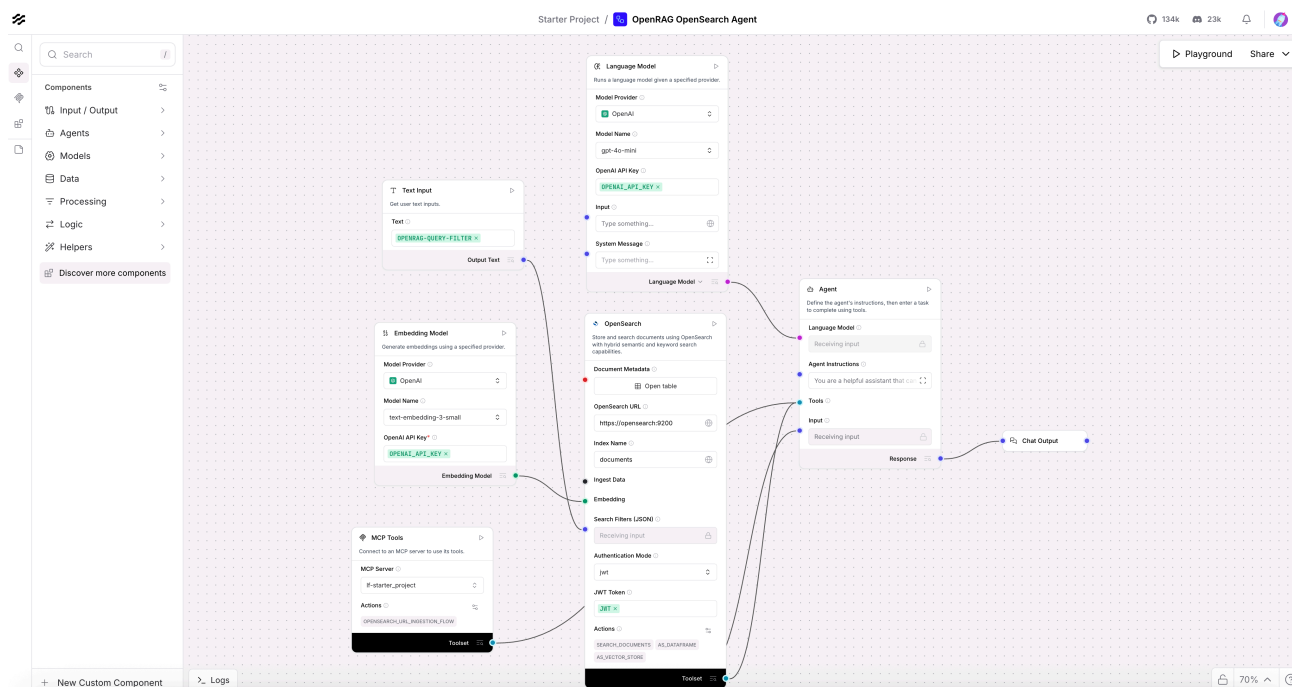 Starter Project / OpenRAG OpenSearch Agent
134k
23k
Search
/
Components
Input / Output
Agents
Models
Data
Processing
Logic
Helpers
Discover more components
New Custom Component
Playground
Share
Text Input
Get user text inputs.
Text
OPENRAG-QUERY-FILTER ×
Output Text
Embedding Model
Generate embeddings using a specified provider.
Model Provider
OpenAI
Model Name
text-embedding-3-small
OpenAI API Key*
OPENAI_API_KEY ×
Embedding Model
MCP Tools
Connect to an MCP server to use its tools.
MCP Server
lf-starter_project
Actions
OPENSEARCH_URL_INGESTION_FLOW
Toolset
Language Model
Runs a language model given a specified provider.
Model Provider
OpenAI
Model Name
gpt-4o-mini
OpenAI API Key
OPENAI_API_KEY ×
Input
Type something...
System Message
Type something...
Language Model
OpenSearch
Store and search documents using OpenSearch
with hybrid semantic and keyword search
capabilities.
Document Metadata
Open table
OpenSearch URL
https://opensearch:9200
Index Name
documents
Ingest Data
Embedding
Search Filters (JSON)
Receiving input
Authentication Mode
jwt
JWT Token
JWT ×
Actions
SEARCH_DOCUMENTS AS_DATAFRAME
AS_VECTOR_STORE
Toolset
Agent
Define the agent's instructions, then enter a task
to complete using tools.
Language Model
Receiving input
Agent Instructions
You are a helpful assistant that
Tools
Input
Receiving input
Response
Chat Output
Logs
70%